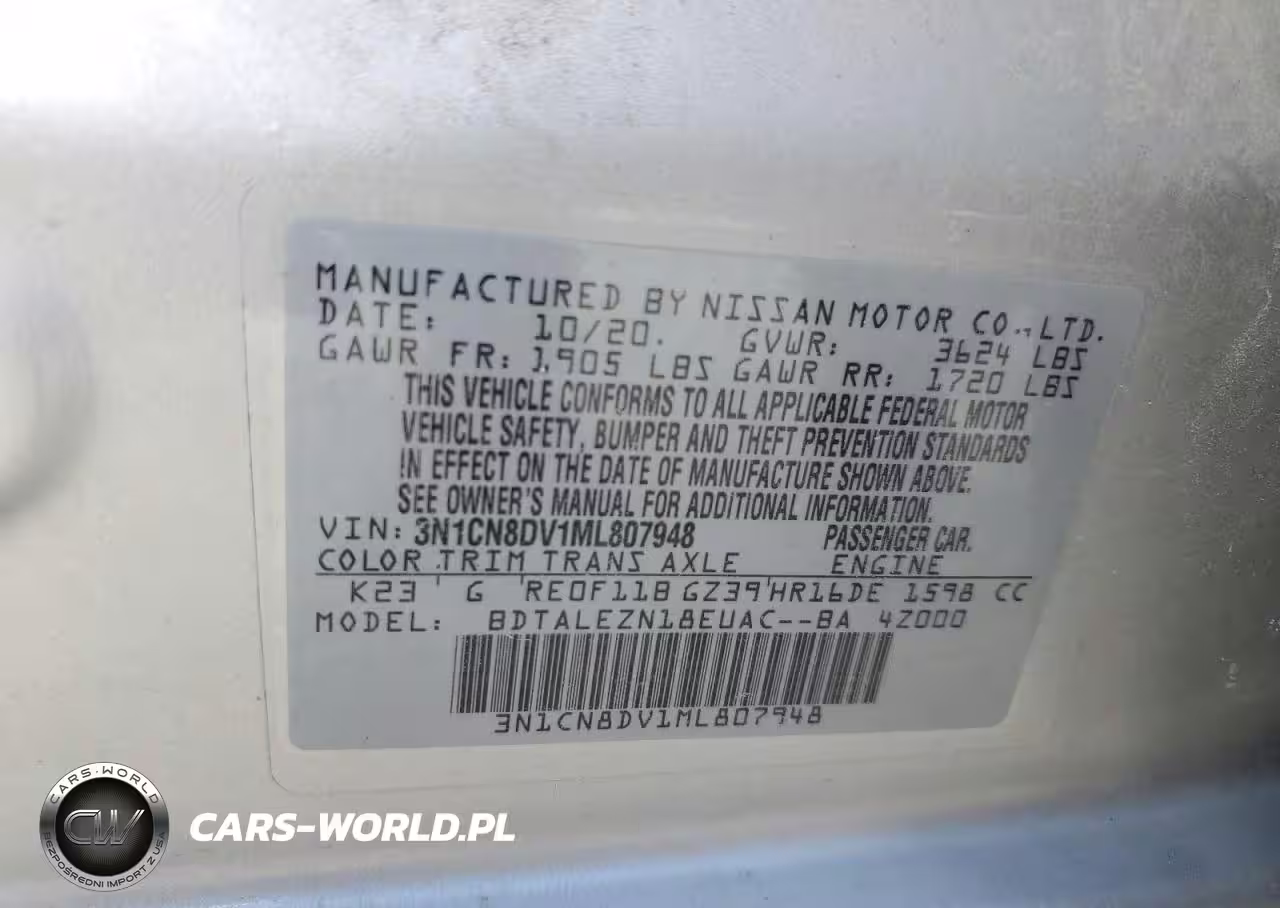 MANUFACTURED BY NISSAN MOTOR CO., LTD.
DATE: 10/20. GVWR: 3624 LBS
GAWR FR: 1,905 LBS GAWR RR: 1720 LBS
THIS VEHICLE CONFORMS TO ALL APPLICABLE FEDERAL MOTOR
VEHICLE SAFETY, BUMPER AND THEFT PREVENTION STANDARDS
IN EFFECT ON THE DATE OF MANUFACTURE SHOWN ABOVE.
SEE OWNER'S MANUAL FOR ADDITIONAL INFORMATION.
VIN: 3N1CN8DV1ML807948 PASSENGER CAR.
COLOR TRIM TRANS AXLE ENGINE
K23 G RE0F11B GZ39 HR16DE 1598 CC
MODEL: BDTALEZN18EUAC--BA 4Z000
3N1CN8DV1ML807948
CARS-WORLD
CW
BEZPOŚREDNI IMPORT Z USA
CARS-WORLD.PL